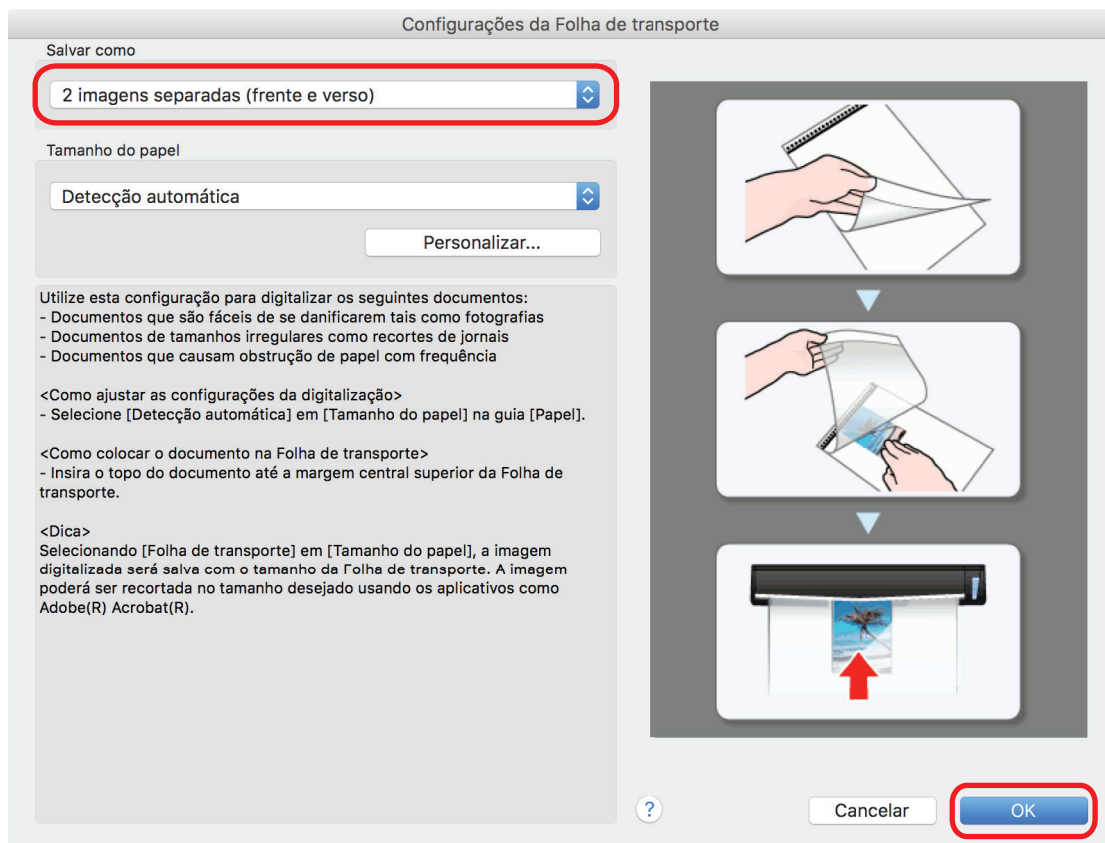 Configurações da Folha de transporte
Salvar como
2 imagens separadas (frente e verso)
Tamanho do papel
Detecção automática
Personalizar...
Utilize esta configuração para digitalizar os seguintes documentos:
- Documentos que são fáceis de se danificarem tais como fotografias
- Documentos de tamanhos irregulares como recortes de jornais
- Documentos que causam obstrução de papel com frequência
<Como ajustar as configurações da digitalização>
- Selecione [Detecção automática] em [Tamanho do papel] na guia [Papel].
<Como colocar o documento na Folha de transporte>
- Insira o topo do documento até a margem central superior da Folha de
transporte.
<Dica>
Selecionando [Folha de transporte] em [Tamanho do papel], a imagem
digitalizada será salva com o tamanho da Folha de transporte. A imagem
poderá ser recortada no tamanho desejado usando os aplicativos como
Adobe(R) Acrobat(R).
?
Cancelar
OK